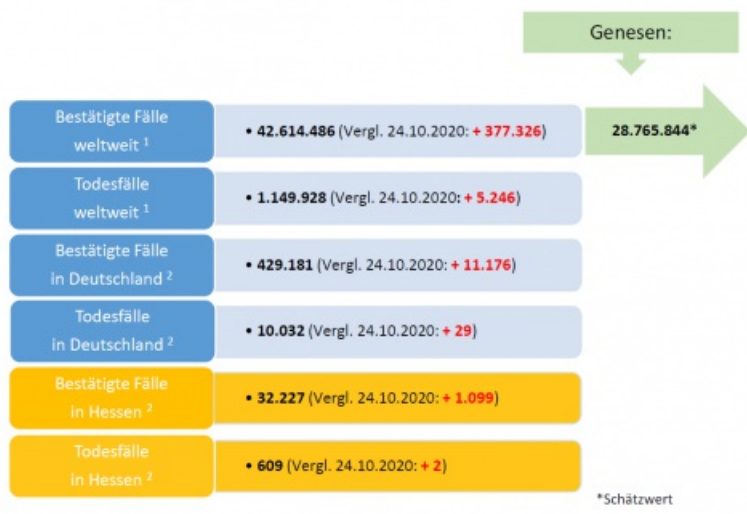 Genesen:
Bestätigte Fälle
weltweit ¹
• 42.614.486 (Vergl. 24.10.2020: + 377.326)
28.765.844*
Todesfälle
weltweit ¹
• 1.149.928 (Vergl. 24.10.2020: + 5.246)
Bestätigte Fälle
in Deutschland ²
• 429.181 (Vergl. 24.10.2020: + 11.176)
Todesfälle
in Deutschland ²
• 10.032 (Vergl. 24.10.2020: + 29)
Bestätigte Fälle
in Hessen ²
• 32.227 (Vergl. 24.10.2020: + 1.099)
Todesfälle
in Hessen ²
• 609 (Vergl. 24.10.2020: + 2)
*Schätzwert